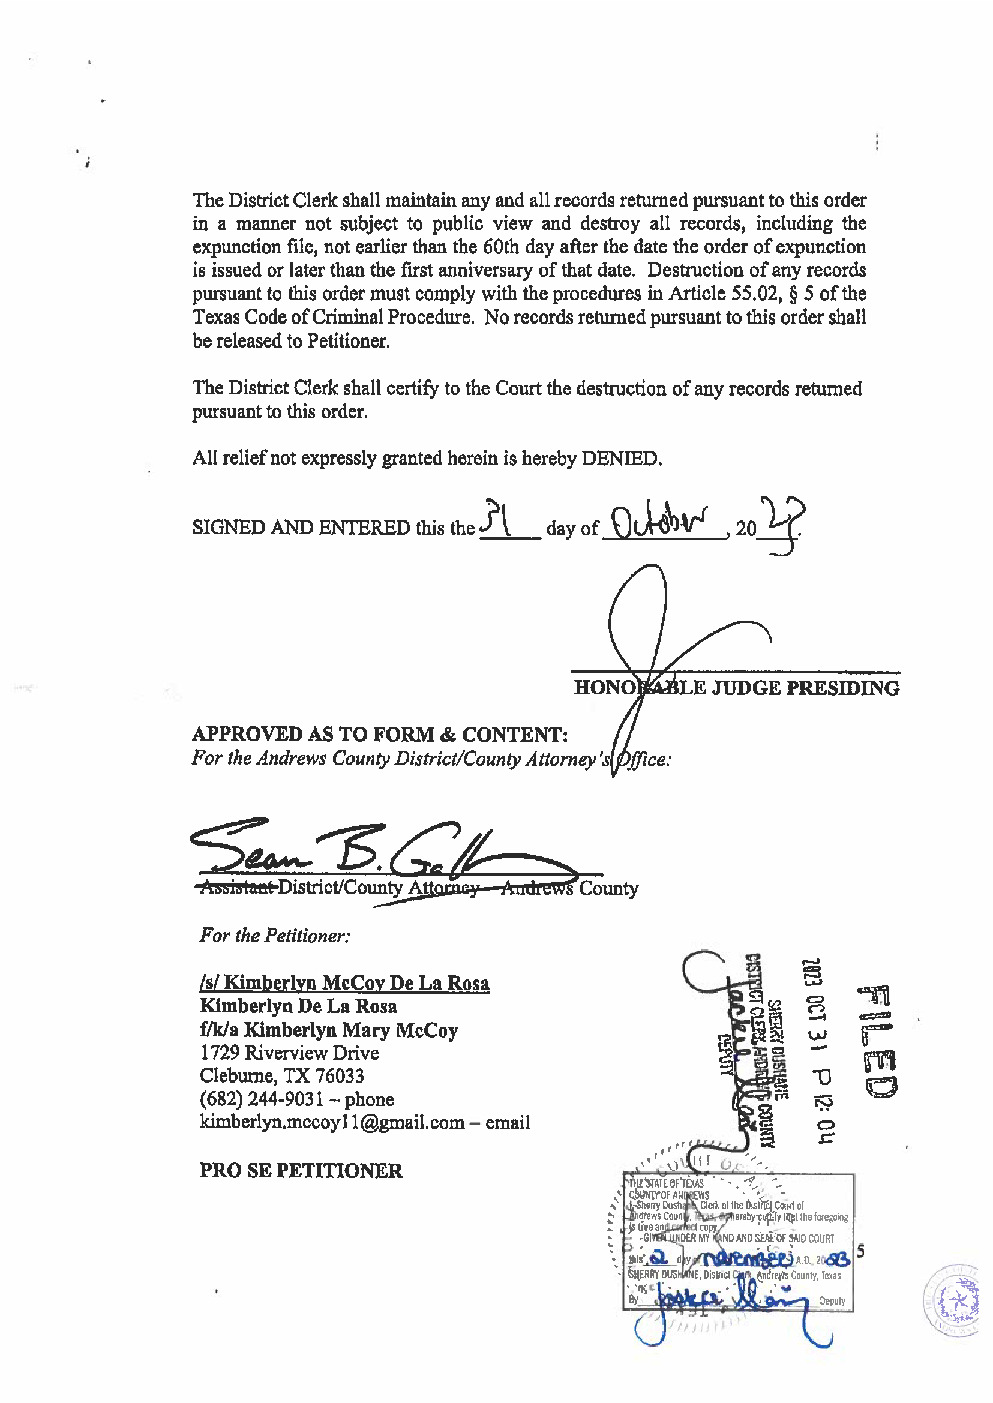 The District Clerk shall maintain any and all records returned pursuant to this order
in a manner not subject to public view and destroy all records, including the
expunction file, not earlier than the 60th day after the date the order of expunction
is issued or later than the first anniversary of that date. Destruction of any records
pursuant to this order must comply with the procedures in Article 55.02, § 5 of the
Texas Code of Criminal Procedure. No records returned pursuant to this order shall
be released to Petitioner.
The District Clerk shall certify to the Court the destruction of any records returned
pursuant to this order.
All relief not expressly granted herein is hereby DENIED.
SIGNED AND ENTERED this the 31 day of October, 2023.
HONORABLE JUDGE PRESIDING
APPROVED AS TO FORM & CONTENT:
For the Andrews County District/County Attorney's Office:
Sean B.
Assistant District/County Attorney – Andrews County
For the Petitioner:
/s/ Kimberlyn McCoy De La Rosa
Kimberlyn De La Rosa
f/k/a Kimberlyn Mary McCoy
1729 Riverview Drive
Cleburne, TX 76033
(682) 244-9031 – phone
kimberlyn.mccoy11@gmail.com – email
PRO SE PETITIONER
FILED
2023 OCT 31 P 12:04
SHERRY DUSHANE
DISTRICT CLERK ANDREWS COUNTY
DEPUTY
THE STATE OF TEXAS
COUNTY OF ANDREWS
I, Sherry Dushane, Clerk of the District Court of
Andrews County, Texas, do hereby certify that the foregoing
is true and correct copy
GIVEN UNDER MY HAND AND SEAL OF SAID COURT
this 2 day of November A.D., 2023
SHERRY DUSHANE, District Clerk, Andrews County, Texas
By Deputy
5